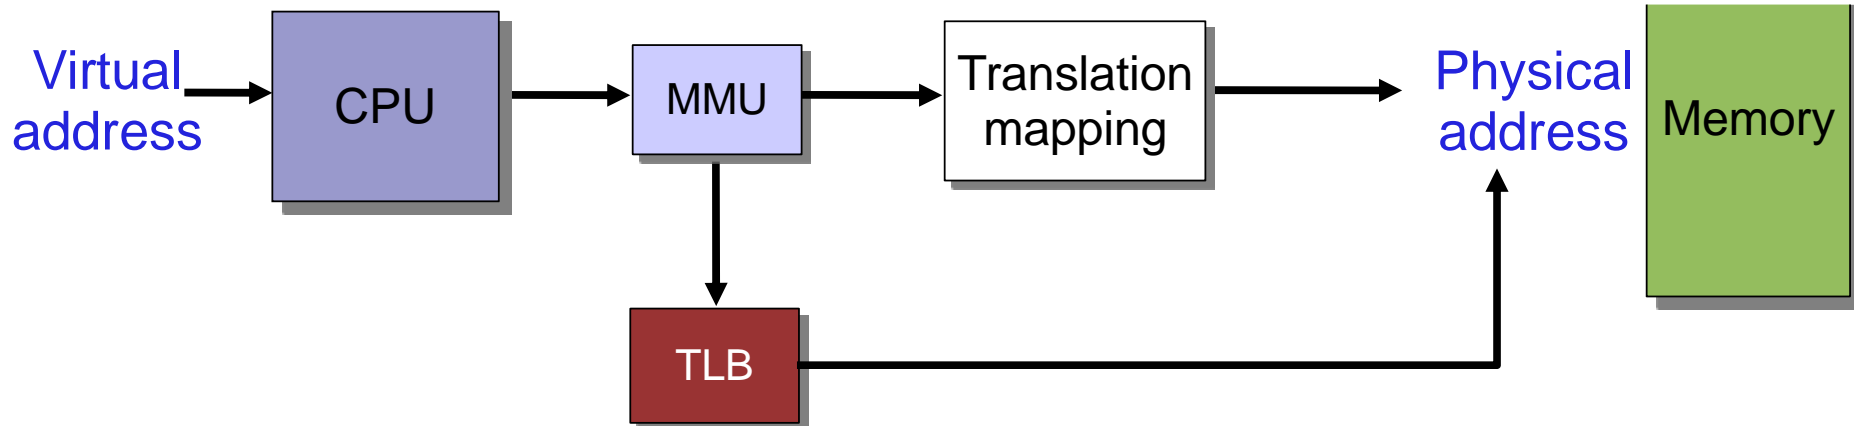 Virtual
address
CPU
MMU
Translation
mapping
Physical
address
Memory
TLB